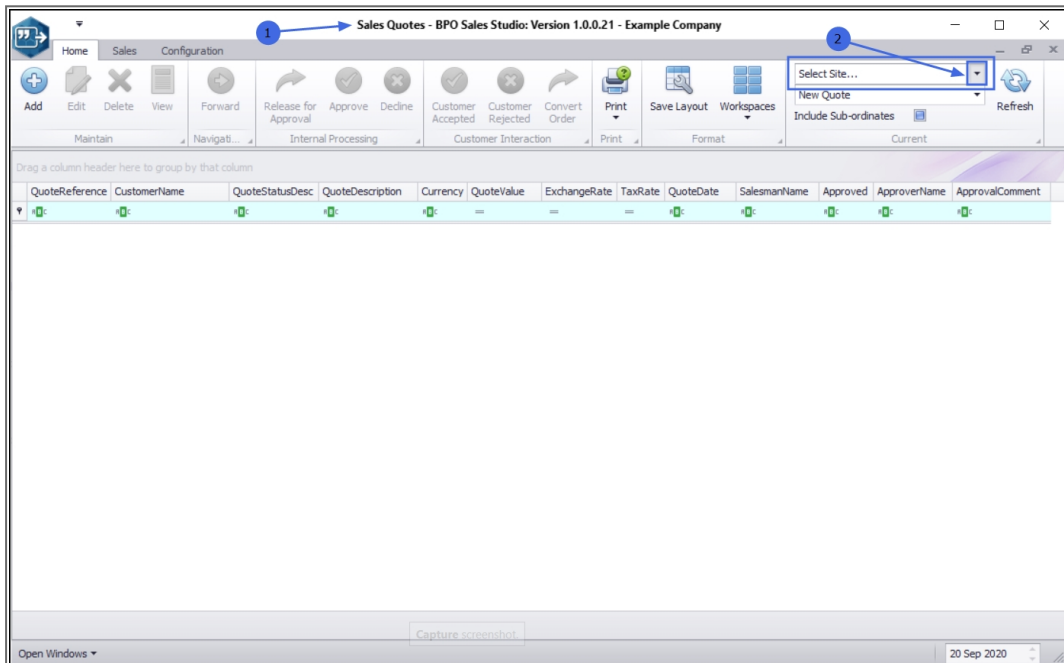 Sales Quotes - BPO Sales Studio: Version 1.0.0.21 - Example Company
1
2
Home Sales Configuration
Select Site...
New Quote
Include Sub-ordinates
Add Edit Delete View Forward Release for Approval Approve Decline Customer Accepted Customer Rejected Convert Order Print Save Layout Workspaces Refresh
Maintain Navigati... Internal Processing Customer Interaction Print Format Current
Drag a column header here to group by that column
QuoteReference CustomerName QuoteStatusDesc QuoteDescription Currency QuoteValue ExchangeRate TaxRate QuoteDate SalesmanName Approved ApproverName ApprovalComment
Capture screenshot.
Open Windows 20 Sep 2020